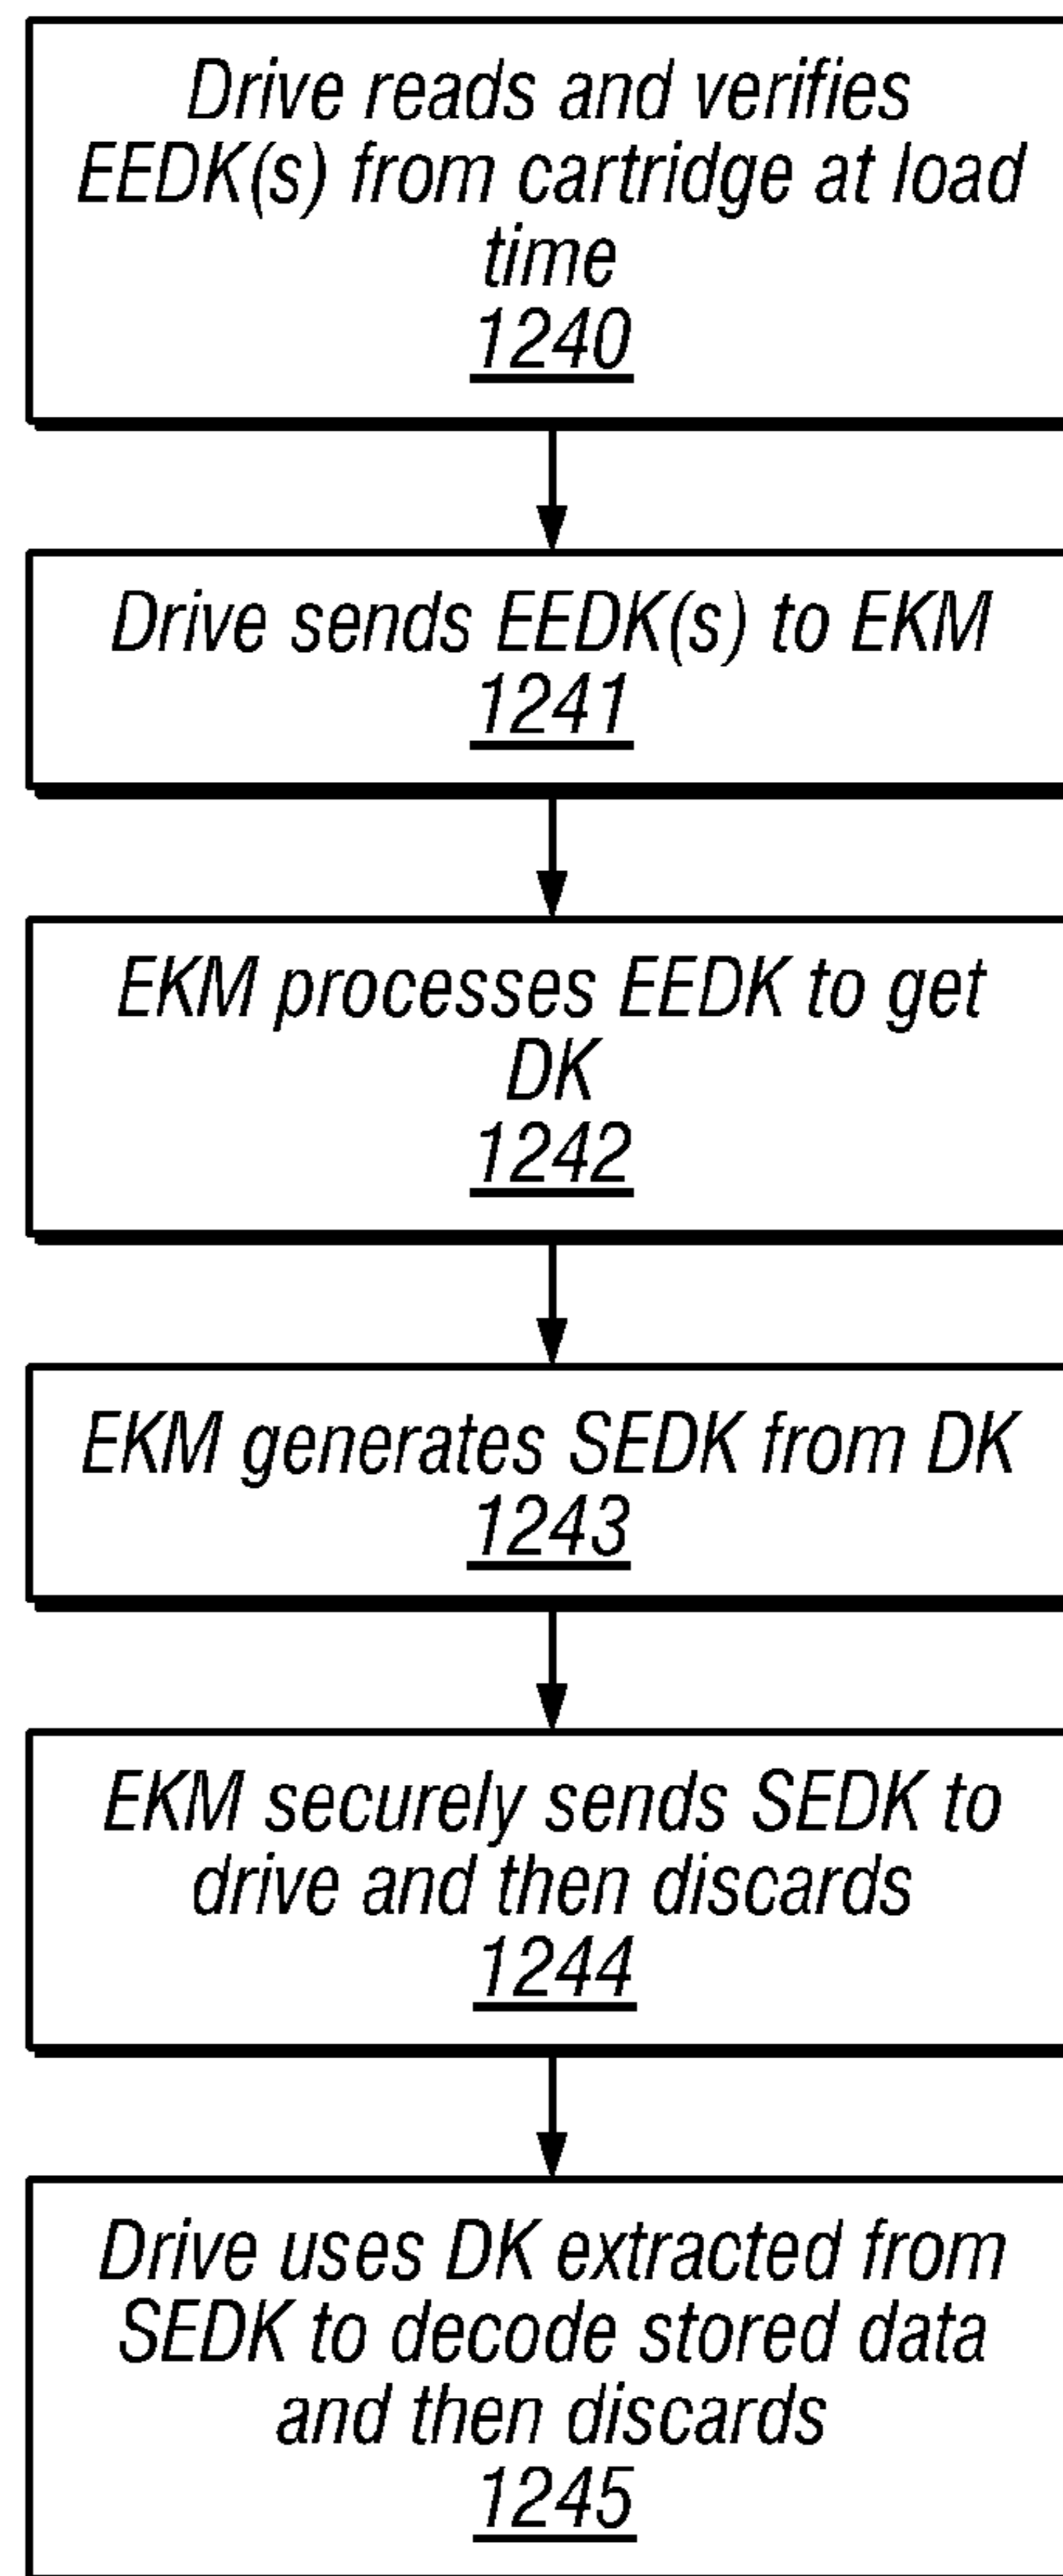 Drive reads and verifies
EEDK(s) from cartridge at load
time
1240
Drive sends EEDK(s) to EKM
1241
EKM processes EEDK to get
DK
1242
EKM generates SEDK from DK
1243
EKM securely sends SEDK to
drive and then discards
1244
Drive uses DK extracted from
SEDK to decode stored data
and then discards
1245